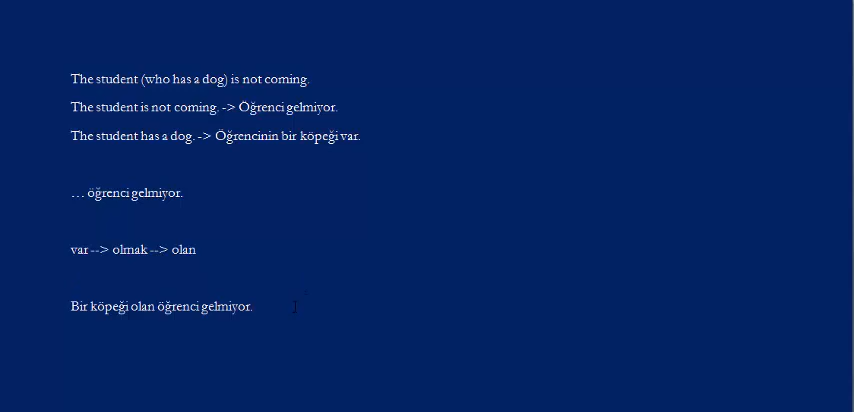 The student (who has a dog) is not coming.
The student is not coming. -> Öğrenci gelmiyor.
The student has a dog. -> Öğrencinin bir köpeği var.
… öğrenci gelmiyor.
var --> olmak --> olan
Bir köpeği olan öğrenci gelmiyor.